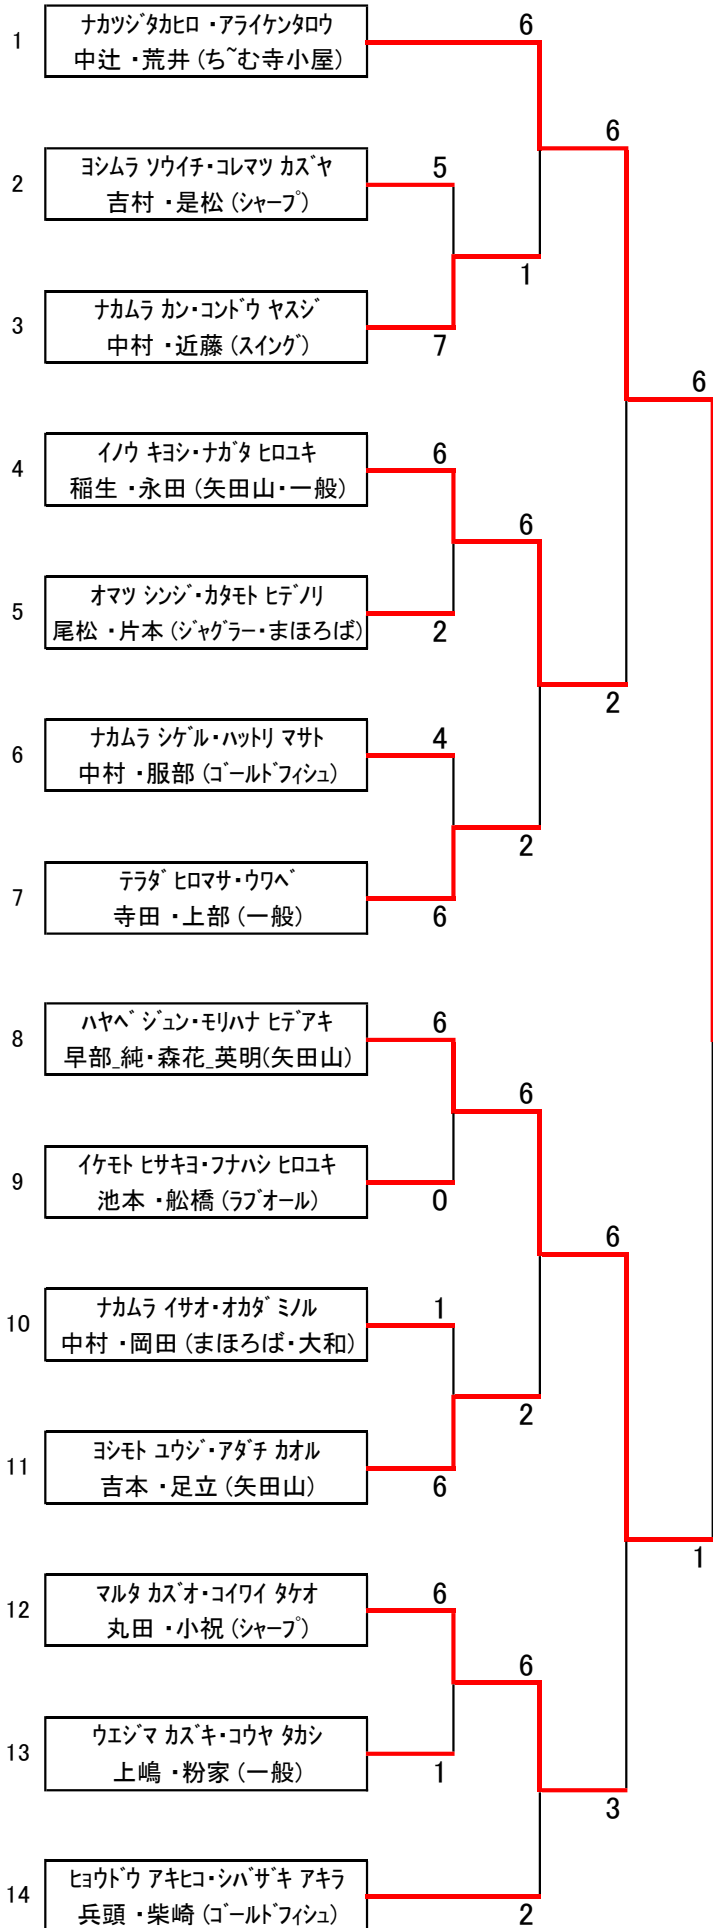 ナカツジタカヒロ ・アライケンタロウ
6
1
中辻 ・荒井 (ち~む寺小屋)
6
ヨシムラ ソウイチ・コレマツ カズヤ
5
2
吉村 ・是松 (シャープ)
1
ナカムラ カン・コンドウ ヤスジ
3
中村 ・近藤 (スイング)
7
6
イノウ キヨシ・ナガタ ヒロユキ
6
4
稲生 ・永田 (矢田山・一般)
6
オマツ シンジ・カタモト ヒデノリ
5
尾松 ・片本 (ジャグラー・まほろば)
2
2
ナカムラ シゲル・ハットリ マサト
4
6
中村 ・服部 (ゴールドフィシュ)
2
テラダ ヒロマサ・ウワベ
7
寺田 ・上部 (一般)
6
ハヤベ ジュン・モリハナ ヒデアキ
6
8
早部_純・森花_英明(矢田山)
6
イケモト ヒサキヨ・フナハシ ヒロユキ
9
池本 ・舩橋 (ラブオール)
0
6
ナカムラ イサオ・オカダ ミノル
1
10
中村 ・岡田 (まほろば・大和)
2
ヨシモト ユウジ・アダチ カオル
11
吉本 ・足立 (矢田山)
6
1
マルタ カズオ・コイワイ タケオ
6
12
丸田 ・小祝 (シャープ)
6
ウエジマ カズキ・コウヤ タカシ
13
上嶋 ・粉家 (一般)
1
3
ヒョウドウ アキヒコ・シバザキ アキラ
14
兵頭 ・柴崎 (ゴールドフィシュ)
2